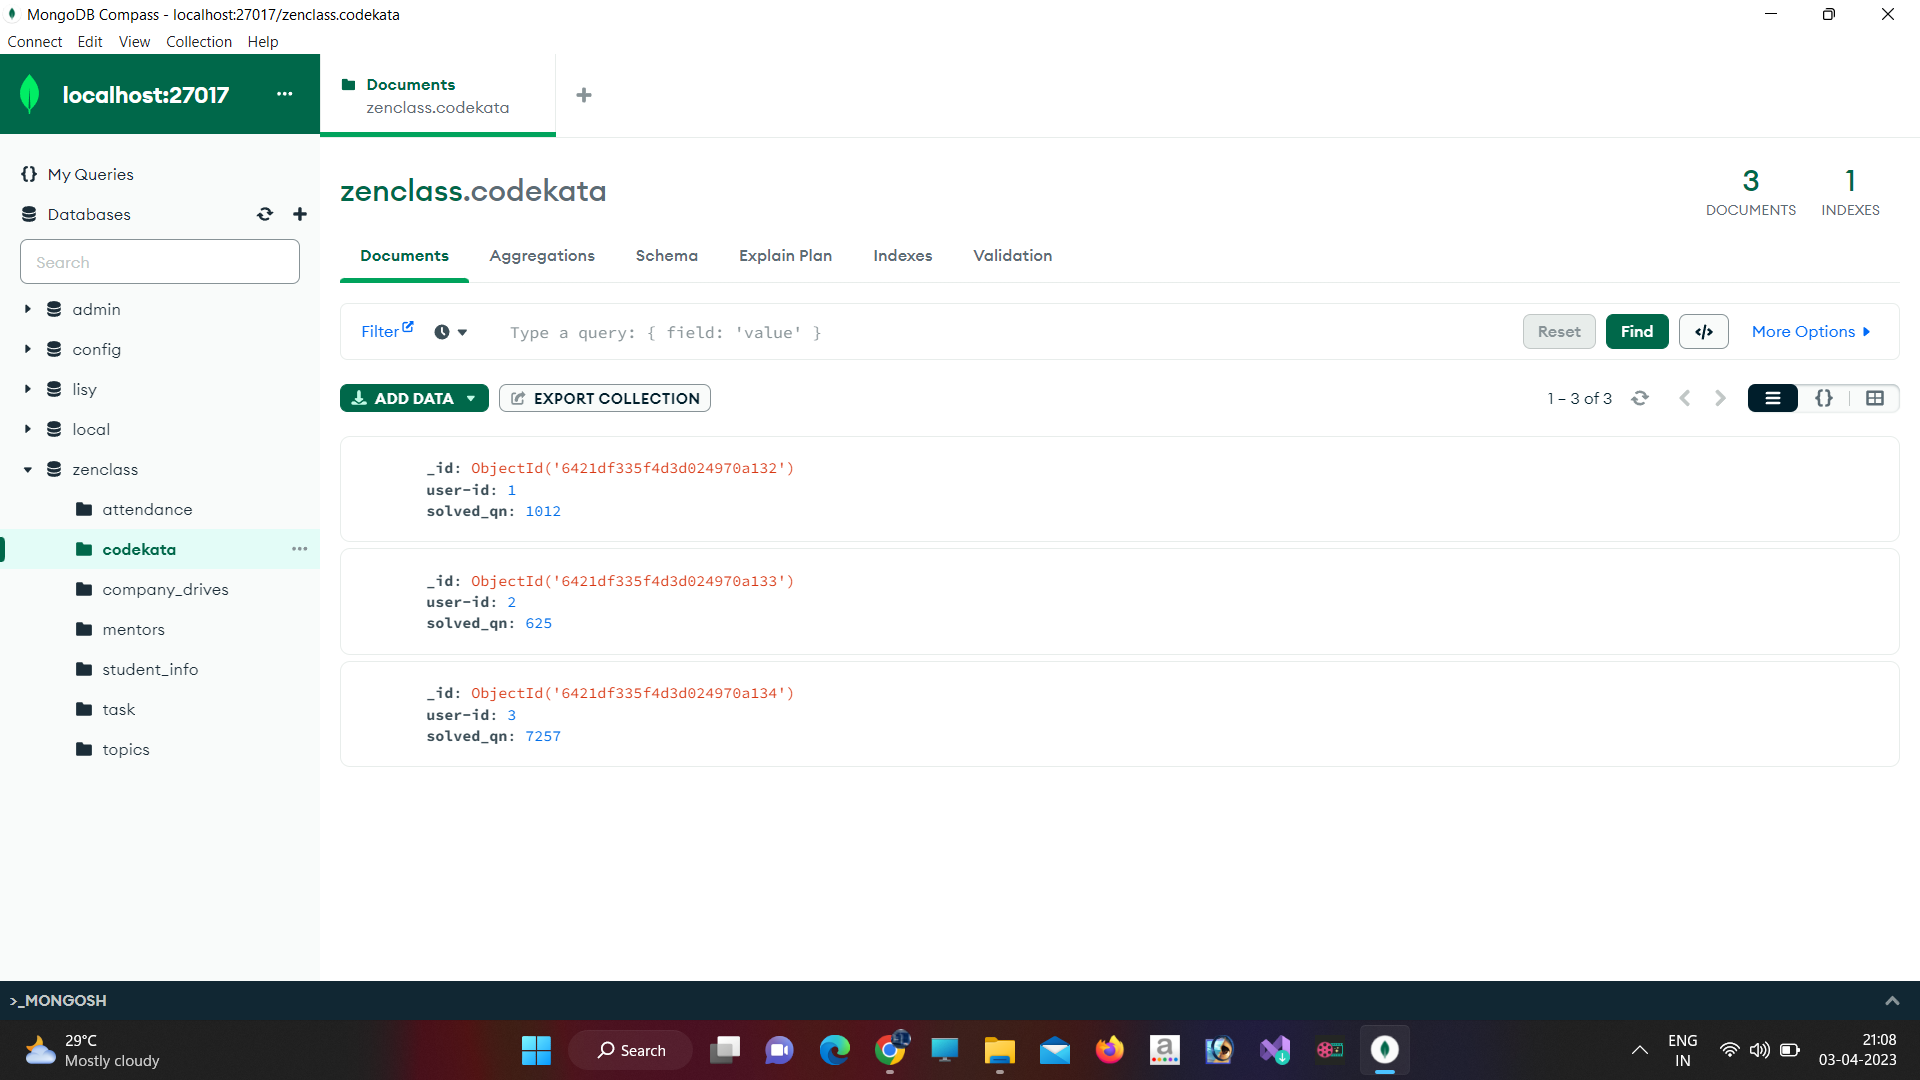 MongoDB Compass - localhost:27017/zenclass.codekata
Connect Edit View Collection Help
localhost:27017 ...
Documents
zenclass.codekata
+
{} My Queries
Databases
Search
admin
config
lisy
local
zenclass
attendance
codekata ...
company_drives
mentors
student_info
task
topics
zenclass.codekata
3
DOCUMENTS
1
INDEXES
Documents Aggregations Schema Explain Plan Indexes Validation
Filter Type a query: { field: 'value' } Reset Find </> More Options
ADD DATA EXPORT COLLECTION 1 – 3 of 3 {}
_id: ObjectId('6421df335f4d3d024970a132')
user-id: 1
solved_qn: 1012
_id: ObjectId('6421df335f4d3d024970a133')
user-id: 2
solved_qn: 625
_id: ObjectId('6421df335f4d3d024970a134')
user-id: 3
solved_qn: 7257
>_MONGOSH
29°C
Mostly cloudy
Search
a
ENG
IN
21:08
03-04-2023